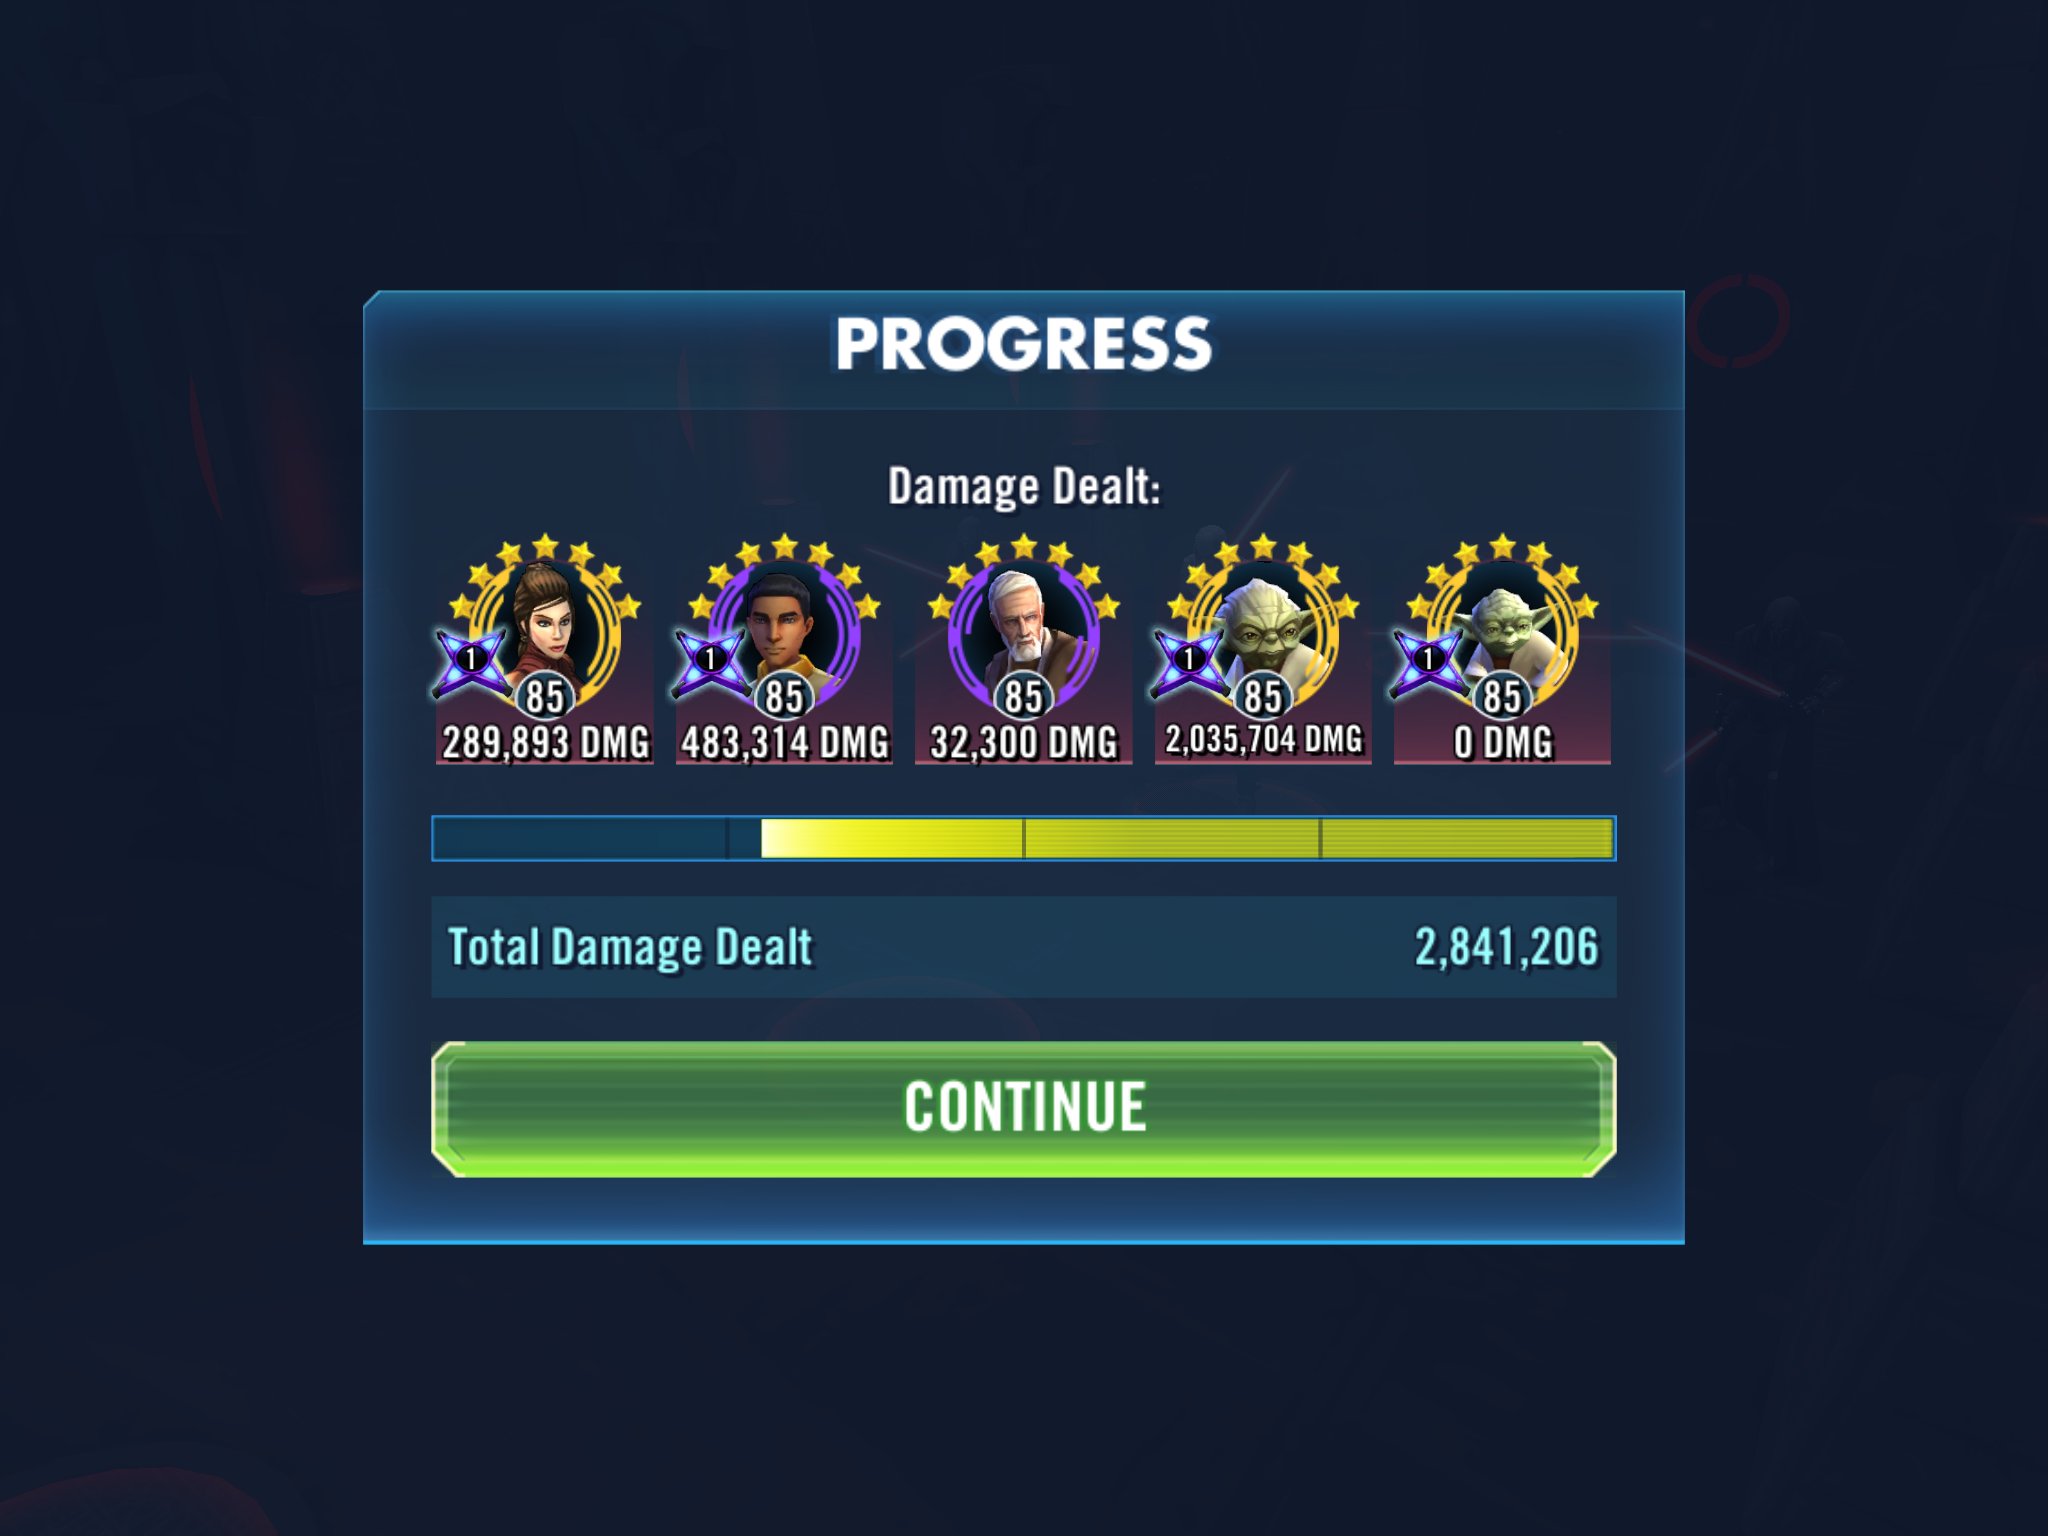 PROGRESS
Damage Dealt:
1 1 1 1
85 85 85 85 85
289,893 DMG 483,314 DMG 32,300 DMG 2,035,704 DMG 0 DMG
Total Damage Dealt 2,841,206
CONTINUE